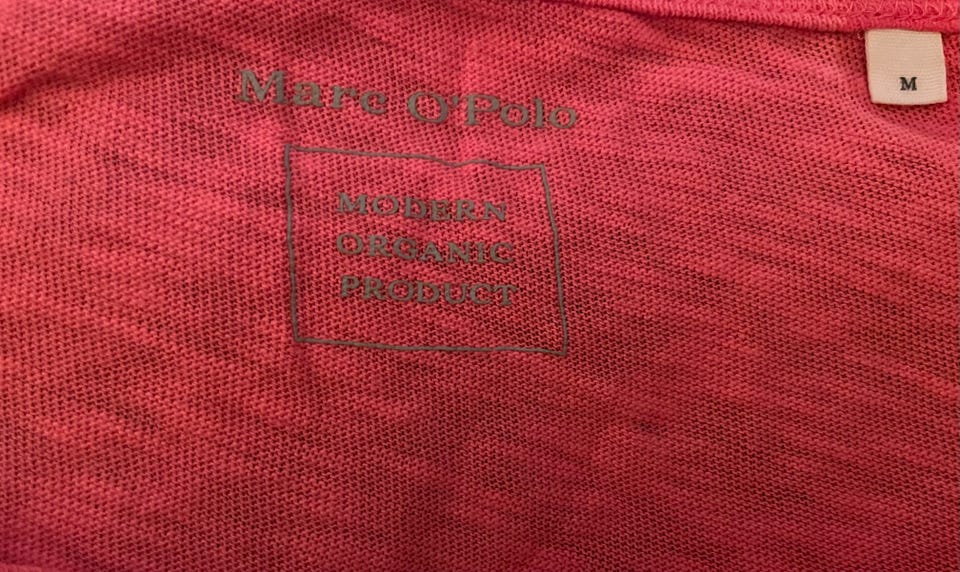 Marc O'Polo
MODERN
ORGANIC
PRODUCT
M